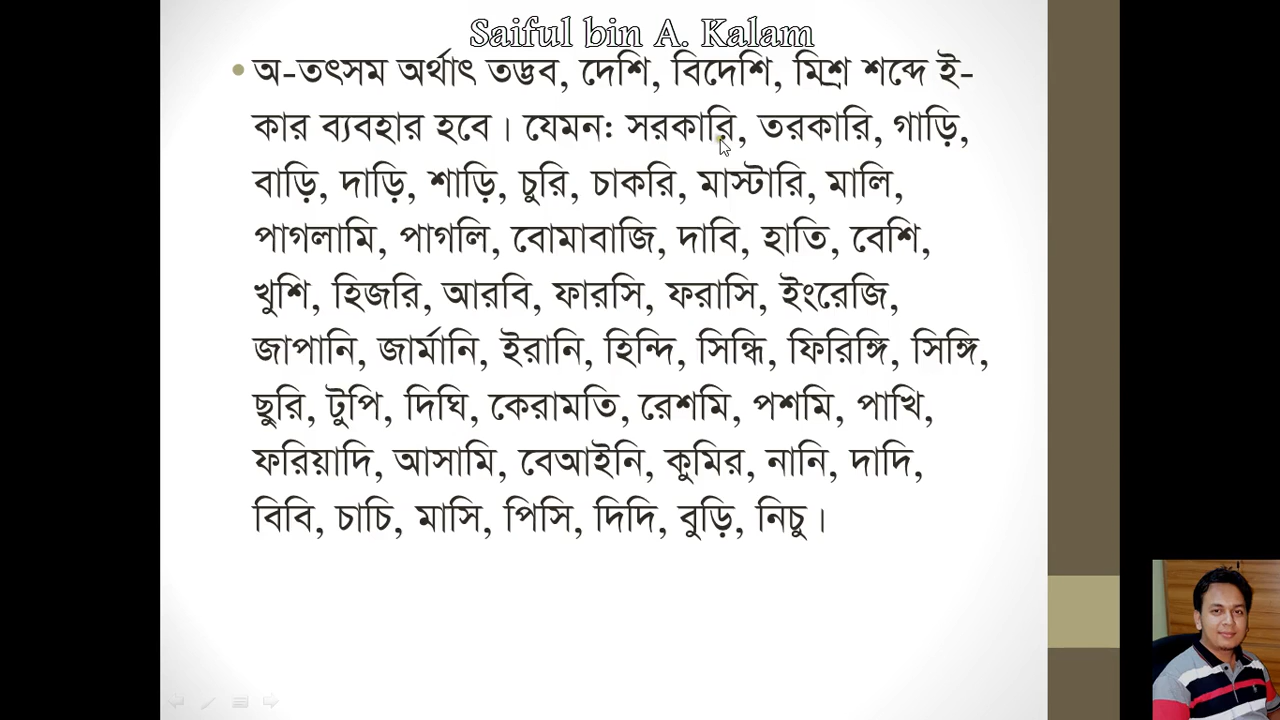 Saiful bin A. Kalam
• অ-তৎসম অর্থাৎ তদ্ভব, দেশি, বিদেশি, মিশ্র শব্দে ই-
কার ব্যবহার হবে। যেমন: সরকারি, তরকারি, গাড়ি,
বাড়ি, দাড়ি, শাড়ি, চুরি, চাকরি, মাস্টারি, মালি,
পাগলামি, পাগলি, বোমাবাজি, দাবি, হাতি, বেশি,
খুশি, হিজরি, আরবি, ফারসি, ফরাসি, ইংরেজি,
জাপানি, জার্মানি, ইরানি, হিন্দি, সিন্ধি, ফিরিঙ্গি, সিঙ্গি,
ছুরি, টুপি, দিঘি, কেরামতি, রেশমি, পশমি, পাখি,
ফরিয়াদি, আসামি, বেআইনি, কুমির, নানি, দাদি,
বিবি, চাচি, মাসি, পিসি, দিদি, বুড়ি, নিচু।